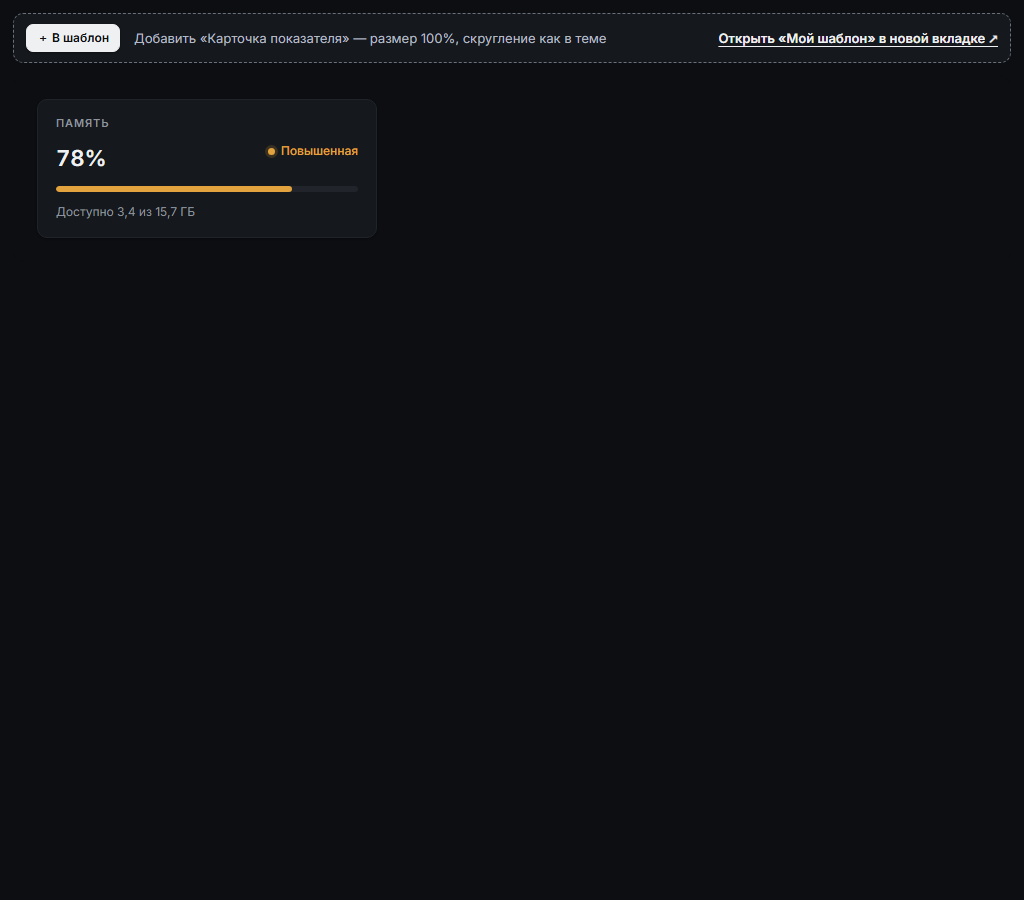 + В шаблон
Добавить «Карточка показателя» — размер 100%, скругление как в теме
Открыть «Мой шаблон» в новой вкладке ↗
ПАМЯТЬ
78%
Повышенная
Доступно 3,4 из 15,7 ГБ